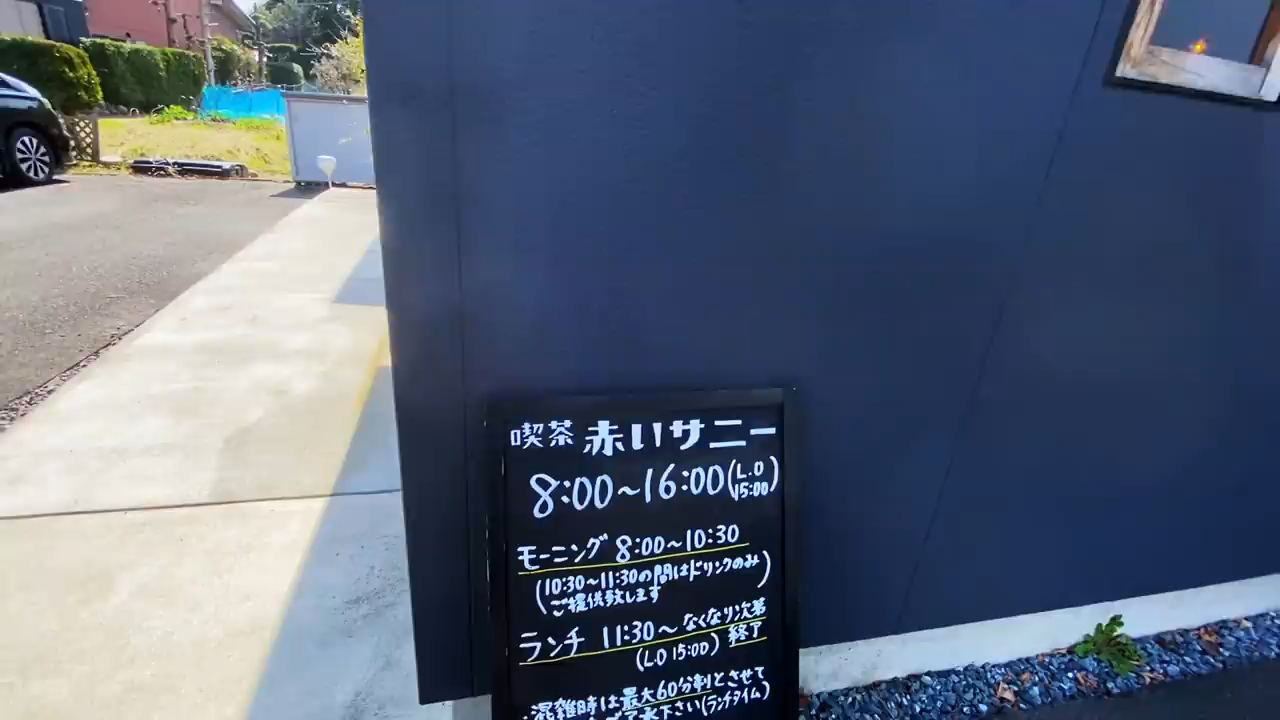 喫茶 赤いサニー
8:00~16:00(L.O 15:00)
モーニング 8:00~10:30
(10:30~11:30の間はドリンクのみ
ご提供致します)
ランチ 11:30~なくなり次第
終了
(L.O 15:00)
混雑時は最大60分制とさせて
下さい(ランチタイム)